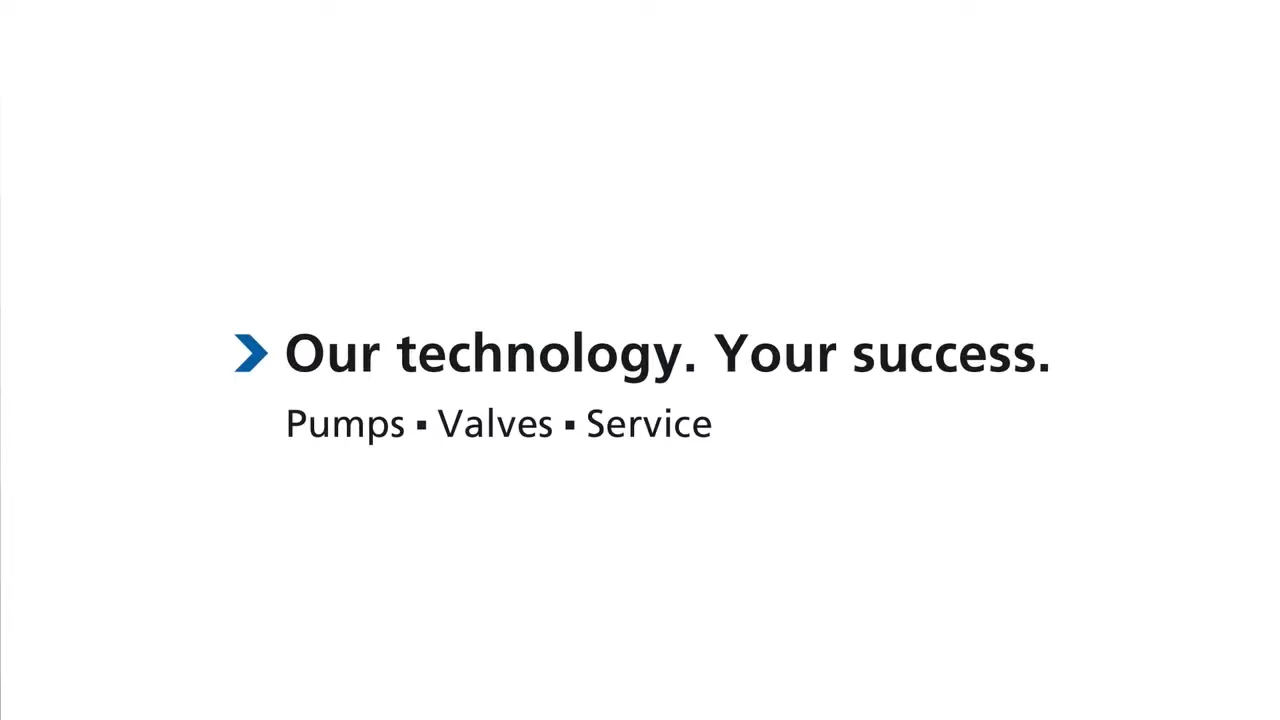 Our technology. Your success.
Pumps ▪ Valves ▪ Service